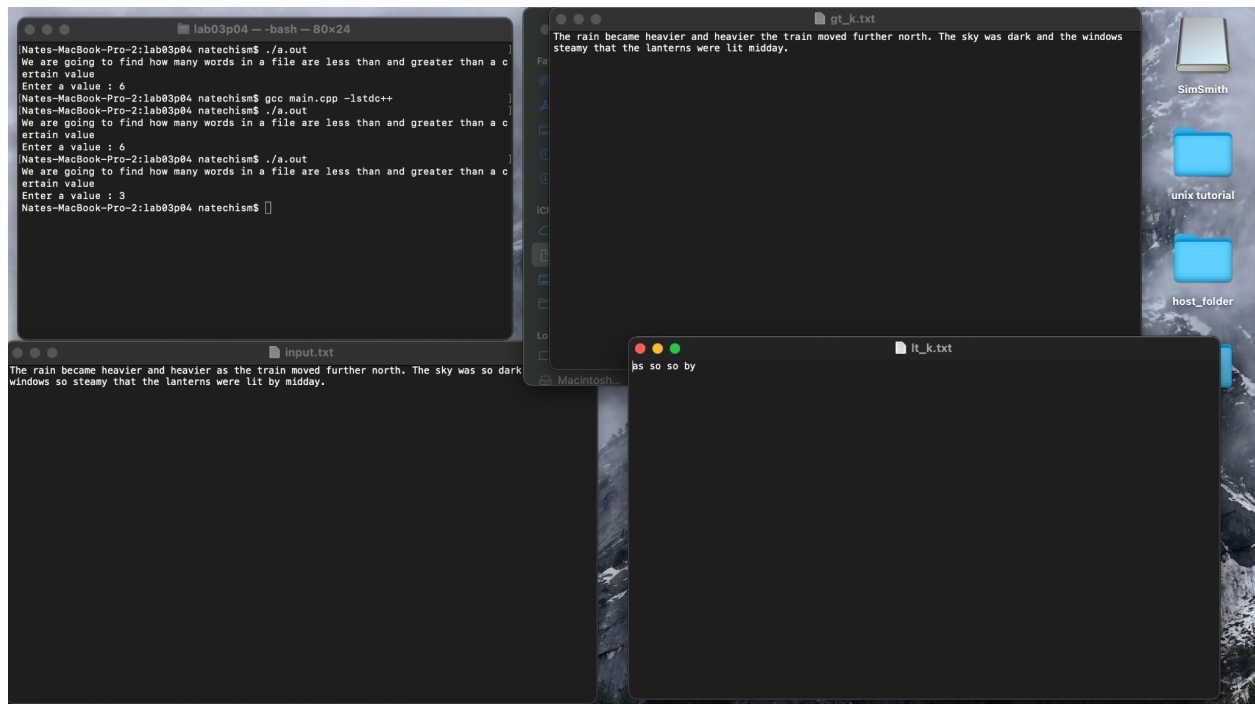 lab03p04 — -bash — 80×24
[Nates-MacBook-Pro-2:lab03p04 natechism$ ./a.out ]
We are going to find how many words in a file are less than and greater than a c
ertain value
Enter a value : 6
[Nates-MacBook-Pro-2:lab03p04 natechism$ gcc main.cpp -lstdc++ ]
[Nates-MacBook-Pro-2:lab03p04 natechism$ ./a.out ]
We are going to find how many words in a file are less than and greater than a c
ertain value
Enter a value : 6
[Nates-MacBook-Pro-2:lab03p04 natechism$ ./a.out ]
We are going to find how many words in a file are less than and greater than a c
ertain value
Enter a value : 3
Nates-MacBook-Pro-2:lab03p04 natechism$
gt_k.txt
The rain became heavier and heavier the train moved further north. The sky was dark and the windows
steamy that the lanterns were lit midday.
Fa
iCl
Lo
Macintosh...
SimSmith
unix tutorial
host_folder
input.txt
The rain became heavier and heavier as the train moved further north. The sky was so dark
windows so steamy that the lanterns were lit by midday.
lt_k.txt
as so so by